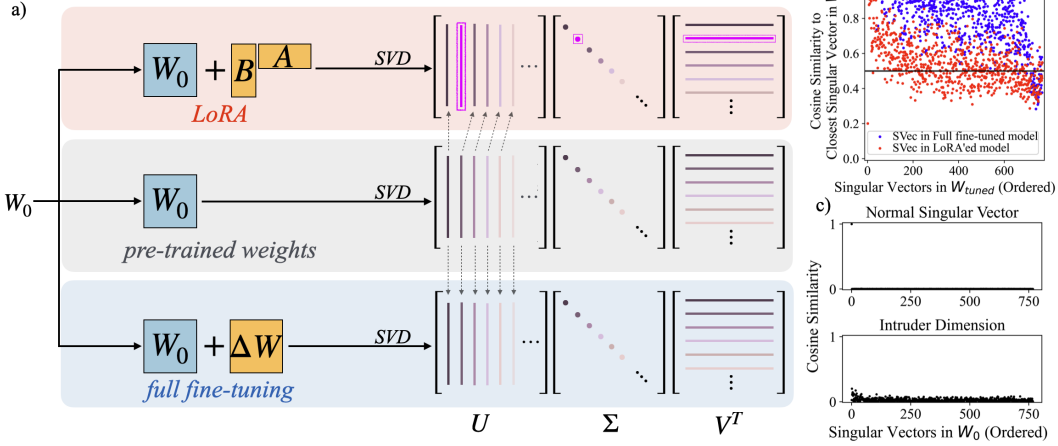 a)
W₀ + B A
LoRA
SVD
...
W₀
W₀
pre-trained weights
SVD
...
W₀ + ΔW
full fine-tuning
SVD
...
U
Σ
Vᵀ
Cosine Similarity to
Closest Singular Vector in
0.8
0.6
0.4
0.2
0.0
SVec in Full fine-tuned model
SVec in LoRA'ed model
0 200 400 600
Singular Vectors in W_tuned (Ordered)
c)
Normal Singular Vector
1
0
0 250 500 750
Intruder Dimension
1
0
0 250 500 750
Cosine Similarity
Singular Vectors in W₀ (Ordered)